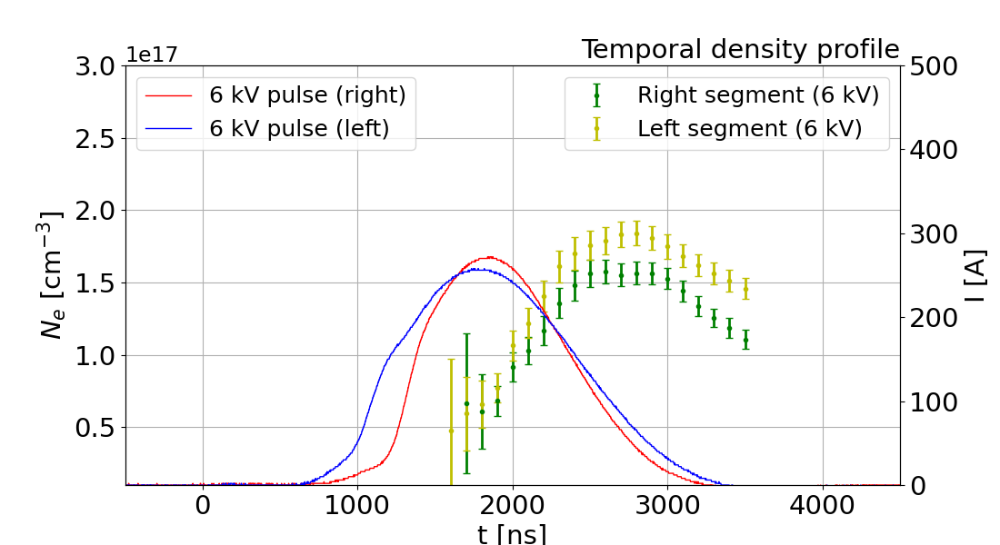 Temporal density profile
1e17
3.0
2.5
2.0
1.5
1.0
0.5
N_e [cm^{-3}]
500
400
300
200
100
0
I [A]
6 kV pulse (right)
6 kV pulse (left)
Right segment (6 kV)
Left segment (6 kV)
0 1000 2000 3000 4000
t [ns]